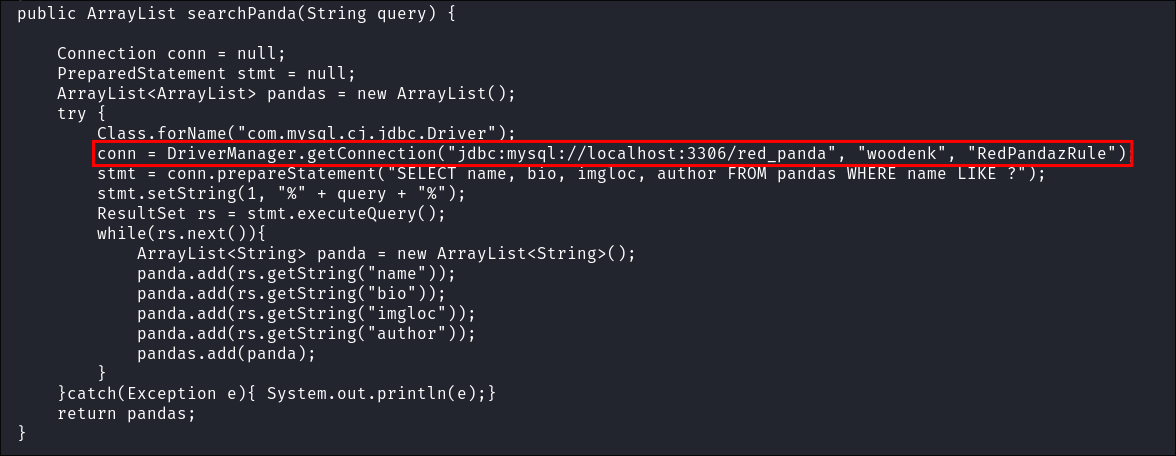 public ArrayList searchPanda(String query) {
Connection conn = null;
PreparedStatement stmt = null;
ArrayList<ArrayList> pandas = new ArrayList();
try {
Class.forName("com.mysql.cj.jdbc.Driver");
conn = DriverManager.getConnection("jdbc:mysql://localhost:3306/red_panda", "woodenk", "RedPandazRule")
stmt = conn.prepareStatement("SELECT name, bio, imgloc, author FROM pandas WHERE name LIKE ?");
stmt.setString(1, "%" + query + "%");
ResultSet rs = stmt.executeQuery();
while(rs.next()){
ArrayList<String> panda = new ArrayList<String>();
panda.add(rs.getString("name"));
panda.add(rs.getString("bio"));
panda.add(rs.getString("imgloc"));
panda.add(rs.getString("author"));
pandas.add(panda);
}
}catch(Exception e){ System.out.println(e);}
return pandas;
}